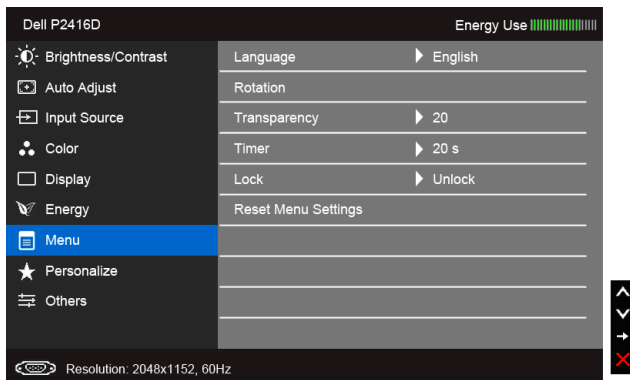 Dell P2416D Energy Use
Brightness/Contrast
Auto Adjust
Input Source
Color
Display
Energy
Menu
Personalize
Others
Language English
Rotation
Transparency 20
Timer 20 s
Lock Unlock
Reset Menu Settings
Resolution: 2048x1152, 60Hz